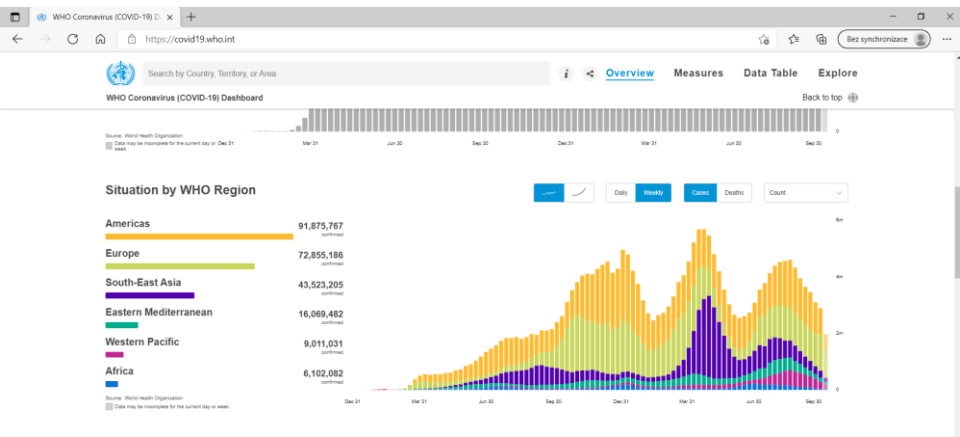 WHO Coronavirus (COVID-19) D
https://covid19.who.int
Bez synchronizace
Search by Country, Territory, or Area
i
Overview
Measures
Data Table
Explore
WHO Coronavirus (COVID-19) Dashboard
Back to top
0
Source: World Health Organization
Data may be incomplete for the current day or week.
Dec 31
Mar 31
Jun 30
Sep 30
Dec 31
Mar 31
Jun 30
Sep 30
Situation by WHO Region
Daily
Weekly
Cases
Deaths
Count
Americas
91,875,767
confirmed
Europe
72,855,186
confirmed
South-East Asia
43,523,205
confirmed
Eastern Mediterranean
16,069,482
confirmed
Western Pacific
9,011,031
confirmed
Africa
6,102,082
confirmed
6m
4m
2m
0
Dec 31
Mar 31
Jun 30
Sep 30
Dec 31
Mar 31
Jun 30
Sep 30
Source: World Health Organization
Data may be incomplete for the current day or week.